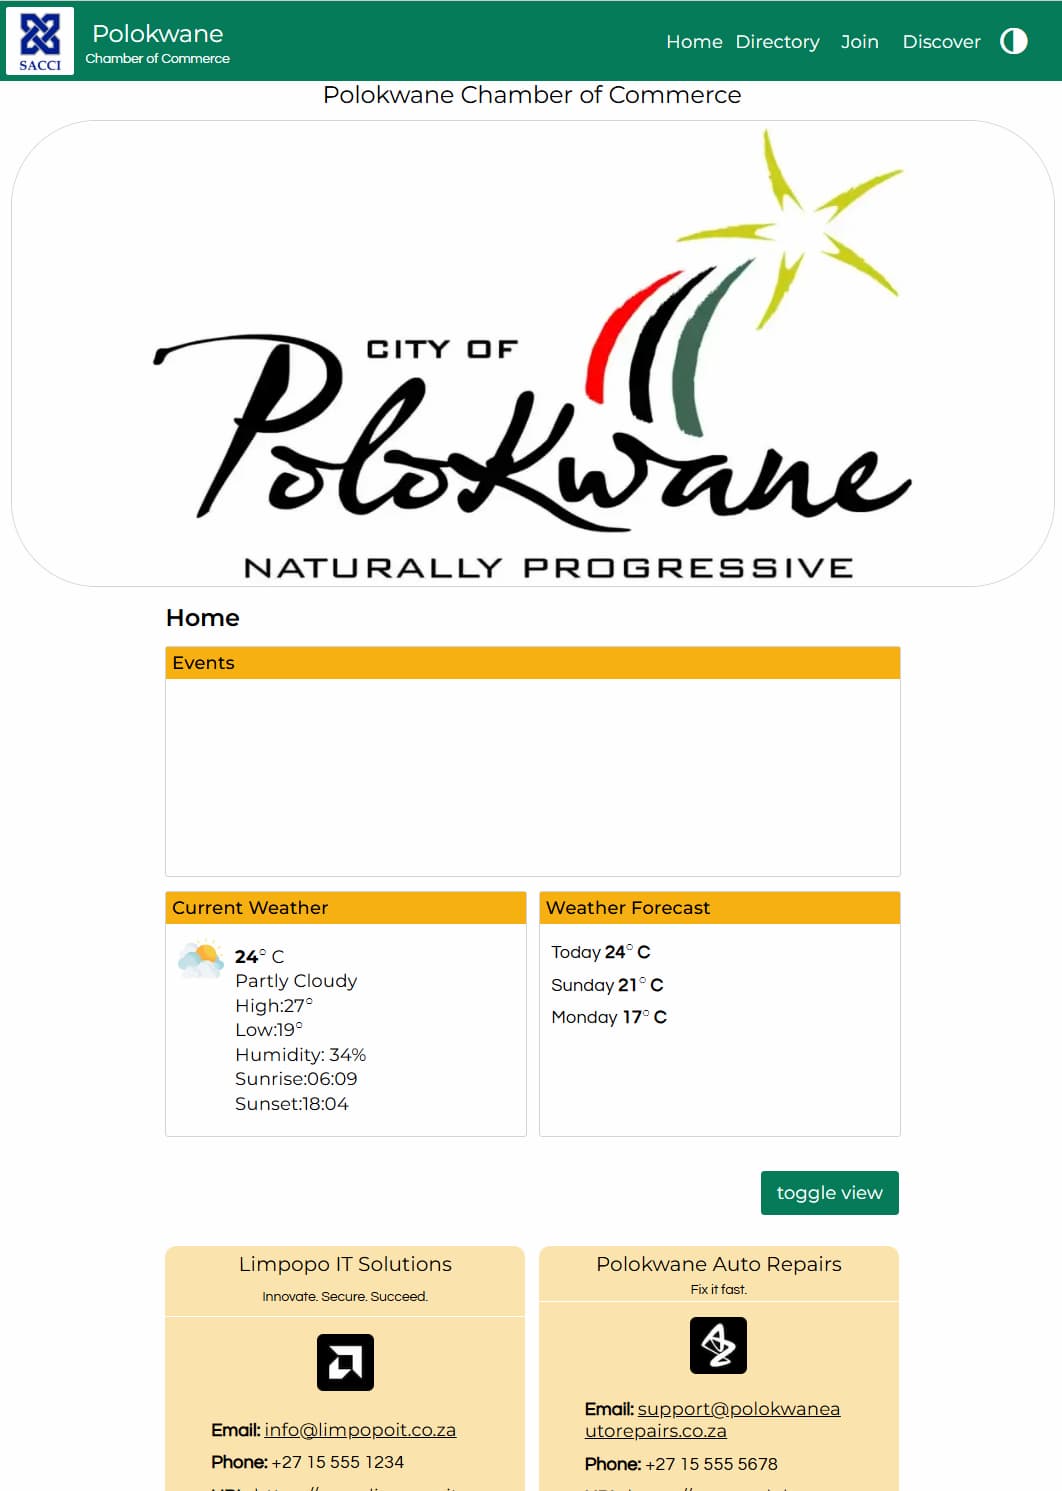 SACCI
Polokwane
Chamber of Commerce
Home Directory Join Discover
Polokwane Chamber of Commerce
CITY OF
Polokwane
NATURALLY PROGRESSIVE
Home
Events
Current Weather
24° C
Partly Cloudy
High:27°
Low:19°
Humidity: 34%
Sunrise:06:09
Sunset:18:04
Weather Forecast
Today 24° C
Sunday 21° C
Monday 17° C
toggle view
Limpopo IT Solutions
Innovate. Secure. Succeed.
Email: info@limpopoit.co.za
Phone: +27 15 555 1234
Polokwane Auto Repairs
Fix it fast.
Email: support@polokwanea
utorepairs.co.za
Phone: +27 15 555 5678